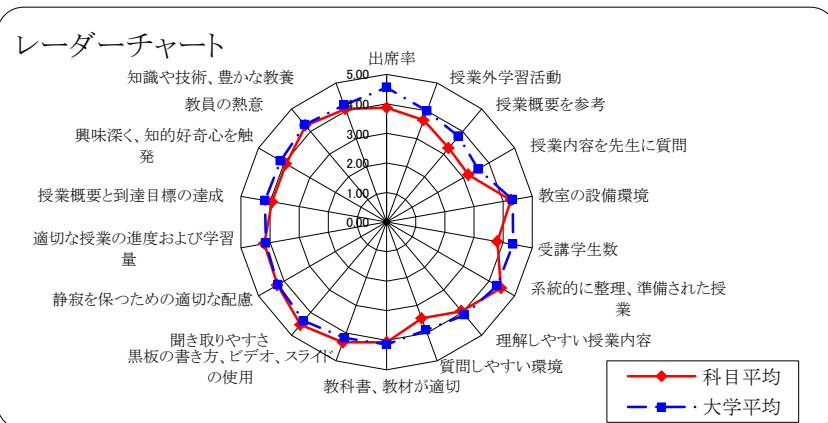 レーダーチャート
出席率
授業外学習活動
授業概要を参考
授業内容を先生に質問
教室の設備環境
受講学生数
系統的に整理、準備された授
業
理解しやすい授業内容
質問しやすい環境
教科書、教材が適切
黒板の書き方、ビデオ、スライド
の使用
聞き取りやすさ
静寂を保つための適切な配慮
適切な授業の進度および学習
量
授業概要と到達目標の達成
興味深く、知的好奇心を触
発
教員の熱意
知識や技術、豊かな教養
5.00
4.00
3.00
2.00
1.00
0.00
科目平均
大学平均